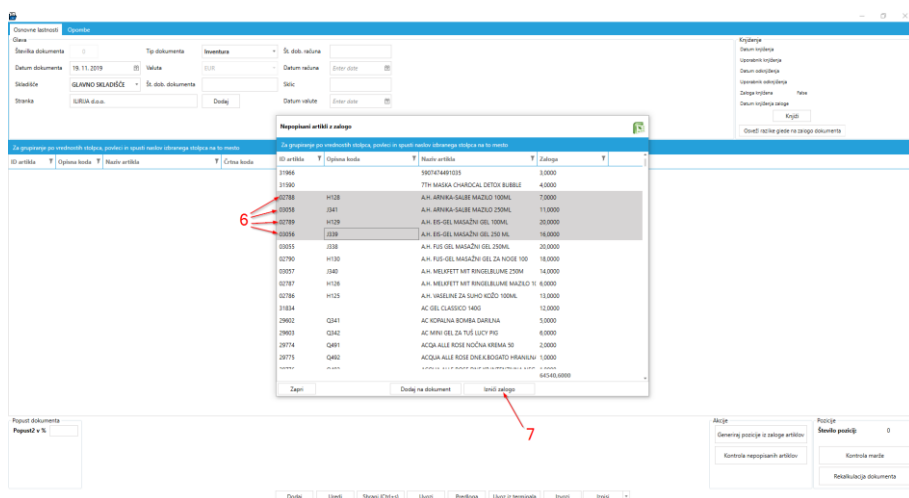 Osnovne lastnosti Opombe
Glava
Številka dokumenta 0 Tip dokumenta Inventura Št. dob. računa
Datum dokumenta 19. 11. 2019 Valuta EUR Datum računa Enter date
Skladišče GLAVNO SKLADIŠČE Št. dob. dokumenta Sklic
Stranka ILIRIJA d.o.o. Dodaj Datum valute Enter date
Knjiženje
Datum knjiženja
Uporabnik knjiženja
Datum odknjiženja
Uporabnik odknjiženja
Zaloga knjižena False
Datum knjiženja zaloge
Knjiži
Osveži razlike glede na zalogo dokumenta
Za grupiranje po vrednostih stolpca, povleci in spusti naslov izbranega stolpca na to mesto
ID artikla Opisna koda Naziv artikla Črtna koda
Nepopisani artikli z zalogo
Za grupiranje po vrednostih stolpca, povleci in spusti naslov izbranega stolpca na to mesto
ID artikla Opisna koda Naziv artikla Zaloga
31966 5907474491035 3,0000
31590 7TH MASKA CHAROCAL DETOX BUBBLE 4,0000
02788 H128 A.H. ARNIKA-SALBE MAZILO 100ML 7,0000
03058 J341 A.H. ARNIKA-SALBE MAZILO 250ML 11,0000
6
02789 H129 A.H. EIS-GEL MASAŽNI GEL 100ML 20,0000
03056 J339 A.H. EIS-GEL MASAŽNI GEL 250 ML 16,0000
03055 J338 A.H. FUS GEL MASAŽNI GEL 250ML 20,0000
02790 H130 A.H. FUS-GEL MASAŽNI GEL ZA NOGE 100 18,0000
03057 J340 A.H. MELKFETT MIT RINGELBLUME 250M 14,0000
02787 H126 A.H. MELKFETT MIT RINGELBLUME MAZILO 1( 6,0000
02786 H125 A.H. VASELINE ZA SUHO KOŽO 100ML 13,0000
31834 AC GEL CLASSICO 140G 12,0000
29602 Q341 AC KOPALNA BOMBA DARILNA 5,0000
29603 Q342 AC MINI GEL ZA TUŠ LUCY PIG 6,0000
29774 Q491 ACQA ALLE ROSE NOČNA KREMA 50 2,0000
29775 Q492 ACQUA ALLE ROSE DNE.A.BOGATO HRANILN 1,0000
64540,6000
Zapri Dodaj na dokument Izniči zalogo
7
Popust dokumenta
Popust2 v %
Akcije
Generiraj pozicije iz zaloge artiklov
Kontrola nepopisanih artiklov
Pozicije
Število pozicij: 0
Kontrola marže
Rekalkulacija dokumenta
Dodaj Uredi Shrani (Ctrl+s) Uvozi Predloga Uvoz iz terminala Izvozi Izpisi